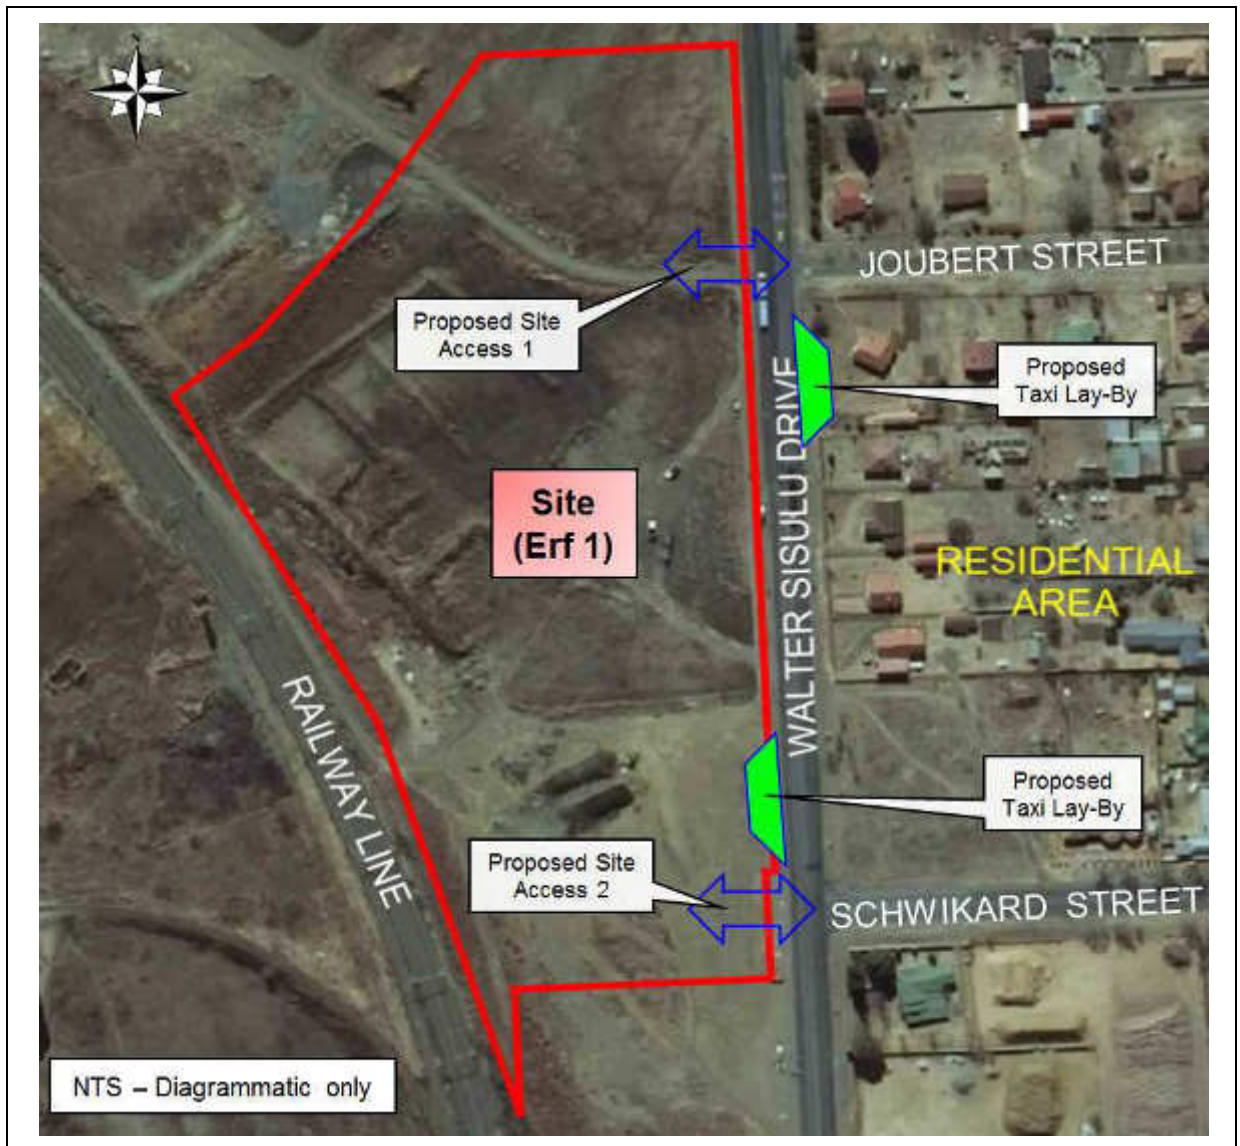 N
JOUBERT STREET
Proposed Site
Access 1
Proposed
Taxi Lay-By
WALTER SISULU DRIVE
Site
(Erf 1)
RESIDENTIAL
AREA
RAILWAY LINE
Proposed
Taxi Lay-By
Proposed Site
Access 2
SCHWIKARD STREET
NTS – Diagrammatic only